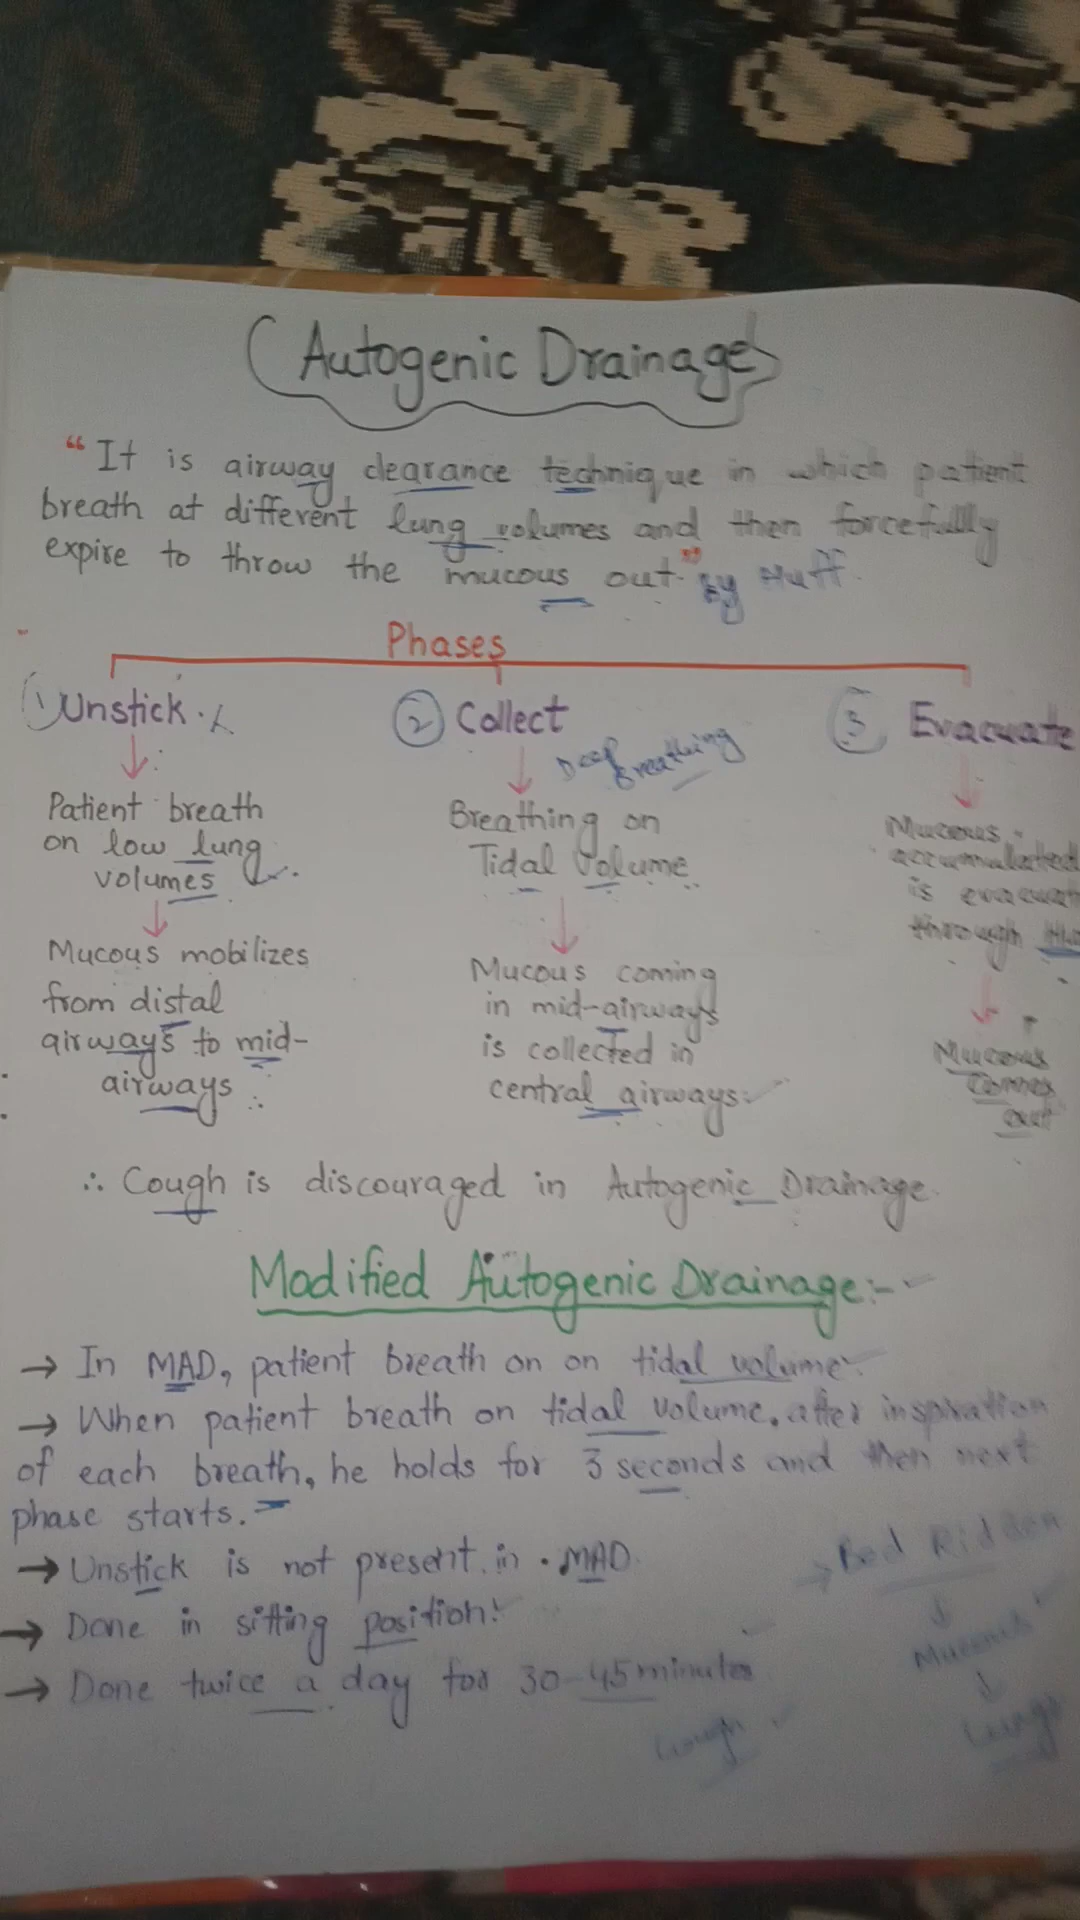 Autogenic Drainage
"It is airway clearance technique in which patient
breath at different lung volumes and then forcefully
expire to throw the mucous out." By Huff.
Phases
1 Unstick.
2 Collect
3 Evacuate
Deep Breathing
Patient breath
on low lung
volumes
Mucous mobilizes
from distal
airways to mid-
airways
Breathing on
Tidal Volume
Mucous coming
in mid-airways
is collected in
central airways.
Mucous
accumulacted
is evacuat
through Hu
Mucous
comes
out
∴ Cough is discouraged in Autogenic Drainage.
Modified Autogenic Drainage:-
→ In MAD, patient breath on on tidal volume.
→ When patient breath on tidal volume, after inspiration
of each breath, he holds for 3 seconds and then next
phase starts.
→ Unstick is not present in MAD.
→ Done in sitting position.
→ Done twice a day for 30-45 minutes
→ Bed Ridden
Mucous
Lungs
Cough